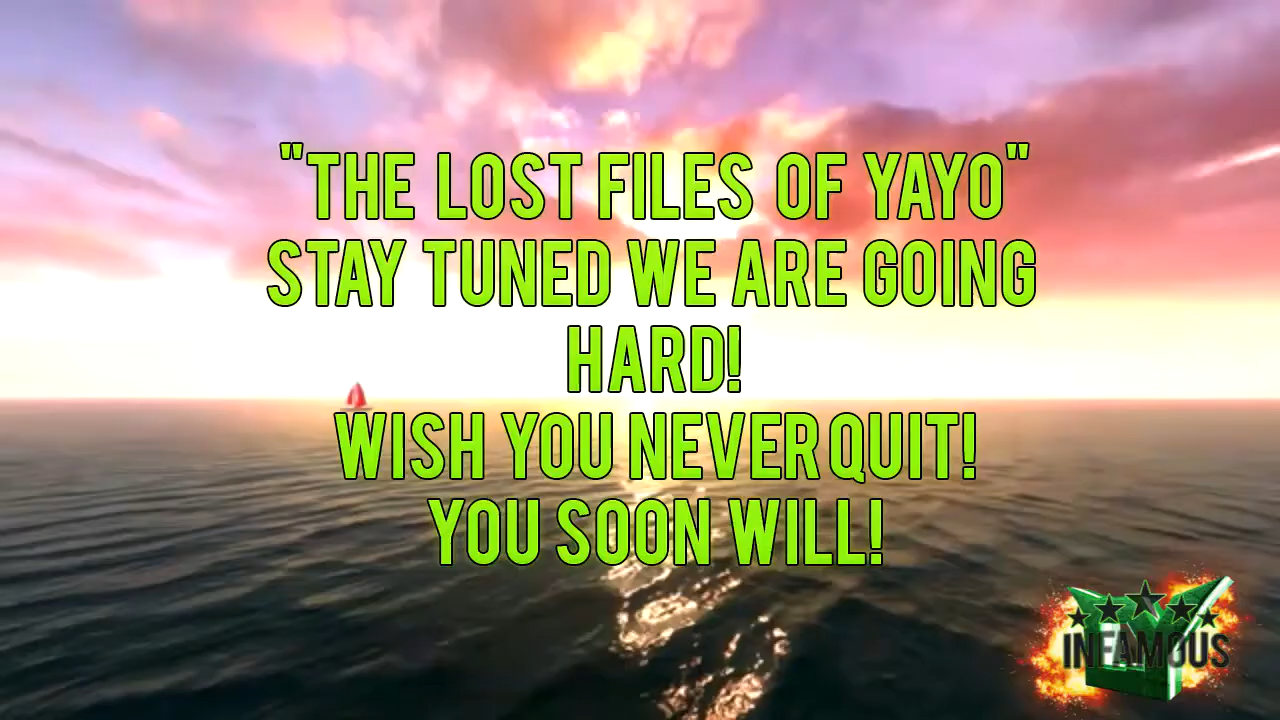 "THE LOST FILES OF YAYO"
STAY TUNED WE ARE GOING
HARD!
WISH YOU NEVER QUIT!
YOU SOON WILL!
INFAMOUS